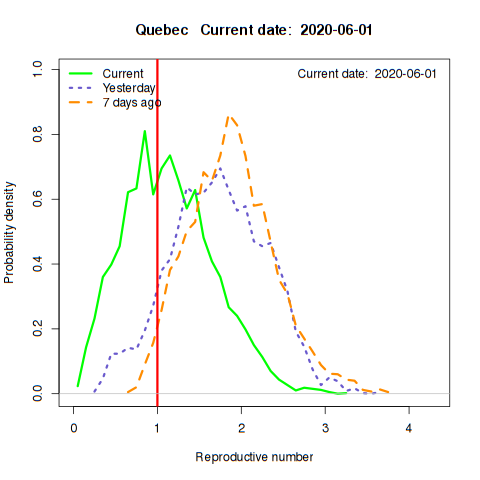 Quebec   Current date:  2020-06-01
Current date:  2020-06-01
Current
Yesterday
7 days ago
Probability density
1.0
0.8
0.6
0.4
0.2
0.0
0 1 2 3 4
Reproductive number